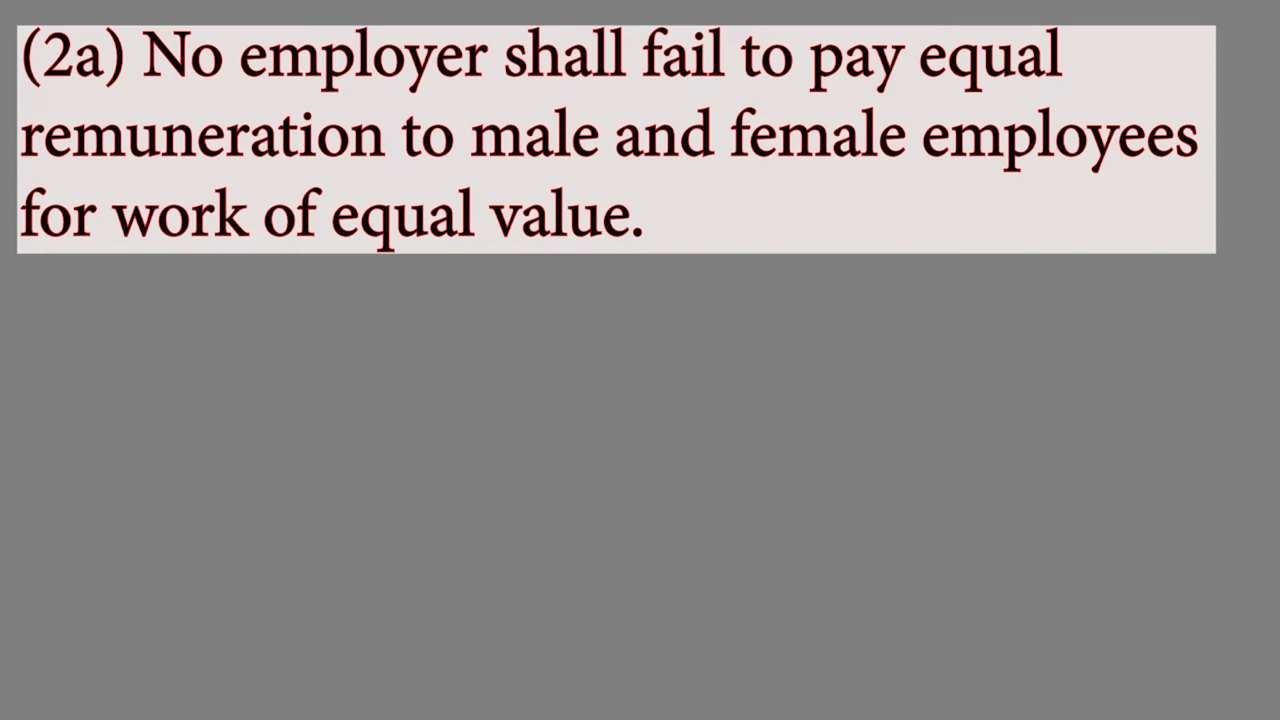 (2a) No employer shall fail to pay equal
remuneration to male and female employees
for work of equal value.